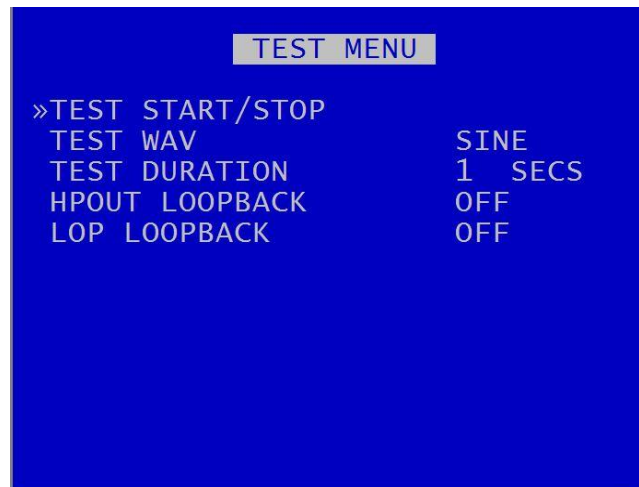 TEST MENU
»TEST START/STOP
TEST WAV SINE
TEST DURATION 1 SECS
HPOUT LOOPBACK OFF
LOP LOOPBACK OFF